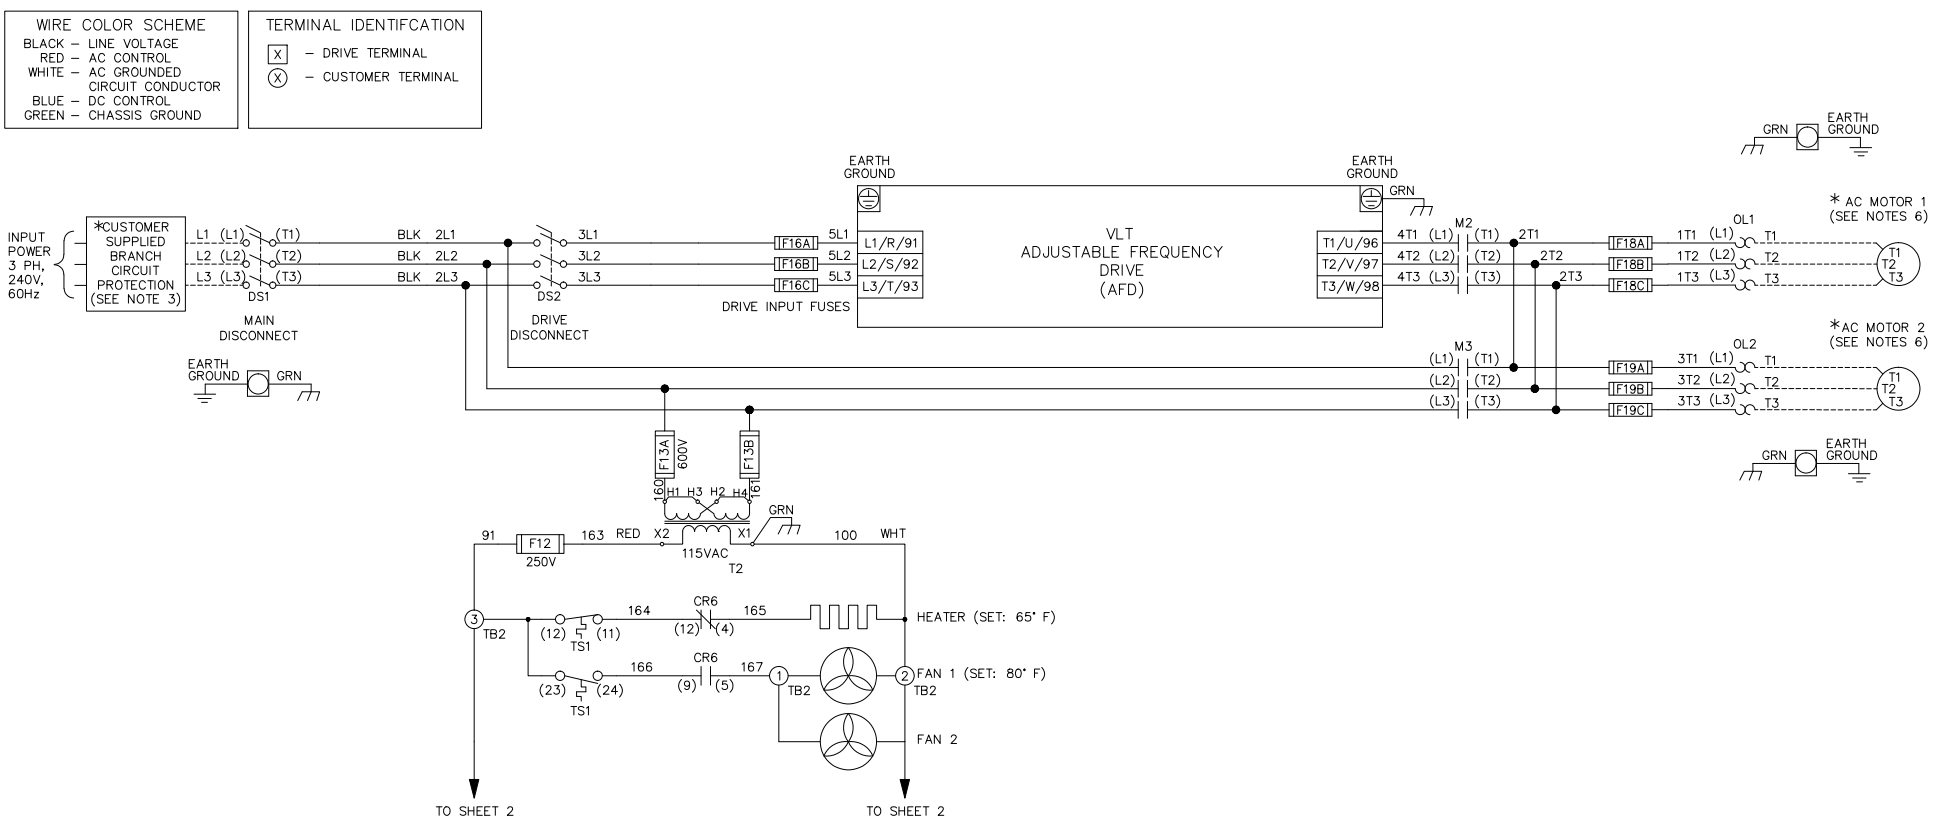 WIRE COLOR SCHEME
BLACK – LINE VOLTAGE
RED – AC CONTROL
WHITE – AC GROUNDED
CIRCUIT CONDUCTOR
BLUE – DC CONTROL
GREEN – CHASSIS GROUND
TERMINAL IDENTIFCATION
X – DRIVE TERMINAL
X – CUSTOMER TERMINAL
GRN
EARTH
GROUND
EARTH
GROUND
EARTH
GROUND
GRN
INPUT
POWER
3 PH,
240V,
60Hz
*CUSTOMER
SUPPLIED
BRANCH
CIRCUIT
PROTECTION
(SEE NOTE 3)
L1 (L1) (T1) BLK 2L1 3L1 F16A 5L1 L1/R/91
L2 (L2) (T2) BLK 2L2 3L2 F16B 5L2 L2/S/92
L3 (L3) (T3) BLK 2L3 3L3 F16C 5L3 L3/T/93
DS1
MAIN
DISCONNECT
DS2
DRIVE
DISCONNECT
DRIVE INPUT FUSES
VLT
ADJUSTABLE FREQUENCY
DRIVE
(AFD)
M2
T1/U/96 4T1 (L1) (T1) 2T1 F18A 1T1 (L1) T1
T2/V/97 4T2 (L2) (T2) 2T2 F18B 1T2 (L2) T2
T3/W/98 4T3 (L3) (T3) 2T3 F18C 1T3 (L3) T3
OL1
* AC MOTOR 1
(SEE NOTES 6)
T1
T2
T3
EARTH
GROUND
GRN
M3
(L1) (T1) F19A 3T1 (L1) T1
(L2) (T2) F19B 3T2 (L2) T2
(L3) (T3) F19C 3T3 (L3) T3
OL2
*AC MOTOR 2
(SEE NOTES 6)
T1
T2
T3
GRN
EARTH
GROUND
F13A
600V
F13B
160
161
H1 H3 H2 H4
GRN
91 F12 163 RED X2 X1 100 WHT
250V
115VAC
T2
3
TB2
(12) (11)
TS1
164
CR6
(12) (4)
165
HEATER (SET: 65° F)
(23) (24)
TS1
166
CR6
(9) (5)
167
1
TB2
2
TB2
FAN 1 (SET: 80° F)
FAN 2
TO SHEET 2
TO SHEET 2